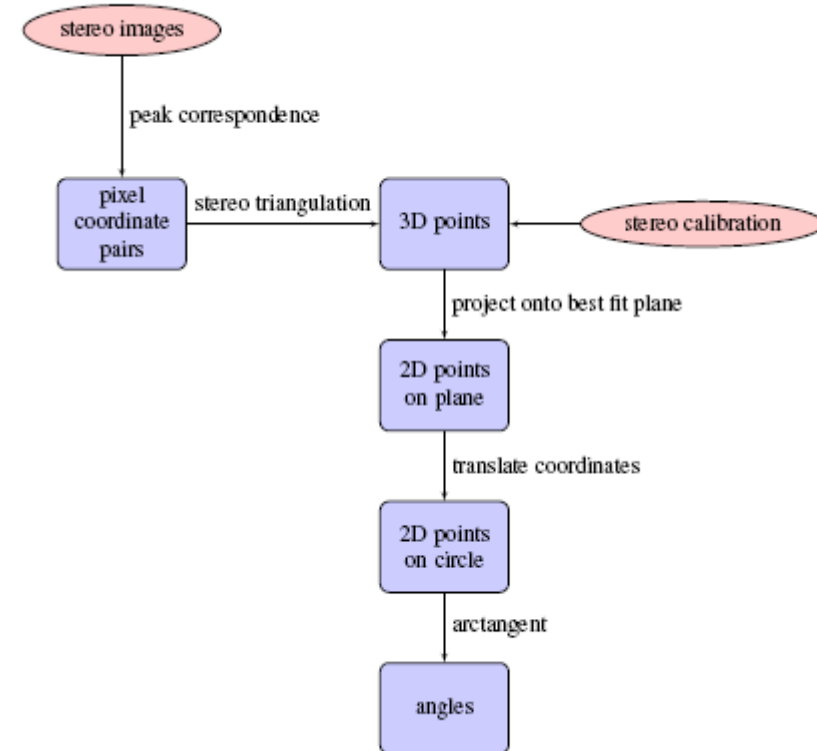 stereo images
peak correspondence
pixel
coordinate
pairs
stereo triangulation
3D points
stereo calibration
project onto best fit plane
2D points
on plane
translate coordinates
2D points
on circle
arctangent
angles